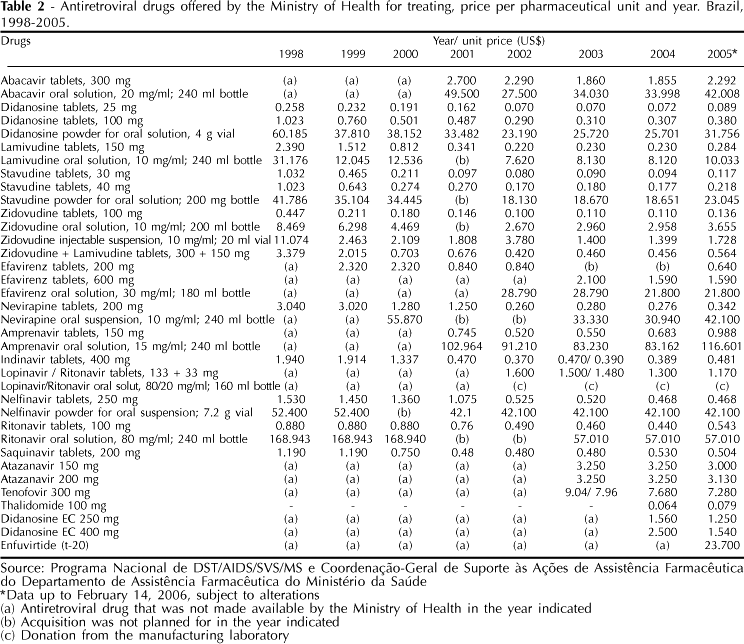 Table 2 - Antiretroviral drugs offered by the Ministry of Health for treating, price per pharmaceutical unit and year. Brazil,
1998-2005.
Drugs Year/ unit price (US$)
1998 1999 2000 2001 2002 2003 2004 2005*
Abacavir tablets, 300 mg (a) (a) (a) 2.700 2.290 1.860 1.855 2.292
Abacavir oral solution, 20 mg/ml; 240 bottle (a) (a) (a) 49.500 27.500 34.030 33.998 42.008
Didanosine tablets, 25 mg 0.258 0.232 0.191 0.162 0.070 0.070 0.072 0.089
Didanosine tablets, 100 mg 1.023 0.760 0.501 0.487 0.290 0.310 0.307 0.380
Didanosine powder for oral solution, 4 g vial 60.185 37.810 38.152 33.482 23.190 25.720 25.701 31.756
Lamivudine tablets, 150 mg 2.390 1.512 0.812 0.341 0.220 0.230 0.230 0.284
Lamivudine oral solution, 10 mg/ml; 240 ml bottle 31.176 12.045 12.536 (b) 7.620 8.130 8.120 10.033
Stavudine tablets, 30 mg 1.032 0.465 0.211 0.097 0.080 0.090 0.094 0.117
Stavudine tablets, 40 mg 1.023 0.643 0.274 0.270 0.170 0.180 0.177 0.218
Stavudine powder for oral solution; 200 mg bottle 41.786 35.104 34.445 (b) 18.130 18.670 18.651 23.045
Zidovudine tablets, 100 mg 0.447 0.211 0.180 0.146 0.100 0.110 0.110 0.136
Zidovudine oral solution, 10 mg/ml; 200 ml bottle 8.469 6.298 4.469 (b) 2.670 2.960 2.958 3.655
Zidovudine injectable suspension, 10 mg/ml; 20 ml vial 11.074 2.463 2.109 1.808 3.780 1.400 1.399 1.728
Zidovudine + Lamivudine tablets, 300 + 150 mg 3.379 2.015 0.703 0.676 0.420 0.460 0.456 0.564
Efavirenz tablets, 200 mg (a) 2.320 2.320 0.840 0.840 (b) (b) 0.640
Efavirenz tablets, 600 mg (a) (a) (a) (a) (a) 2.100 1.590 1.590
Efavirenz oral solution, 30 mg/ml; 180 ml bottle (a) (a) (a) (a) 28.790 28.790 21.800 21.800
Nevirapine tablets, 200 mg 3.040 3.020 1.280 1.250 0.260 0.280 0.276 0.342
Nevirapine oral suspension, 10 mg/ml; 240 bottle (a) (a) 55.870 (b) (b) 33.330 30.940 42.100
Amprenavir tablets, 150 mg (a) (a) (a) 0.745 0.520 0.550 0.683 0.988
Amprenavir oral solution, 15 mg/ml; 240 bottle (a) (a) (a) 102.964 91.210 83.230 83.162 116.601
Indinavir tablets, 400 mg 1.940 1.914 1.337 0.470 0.370 0.470/ 0.390 0.389 0.481
Lopinavir / Ritonavir tablets, 133 + 33 mg (a) (a) (a) (a) 1.600 1.500/ 1.480 1.300 1.170
Lopinavir/Ritonavir oral solut, 80/20 mg/ml; 160 ml bottle (a) (a) (a) (a) (c) (c) (c) (c)
Nelfinavir tablets, 250 mg 1.530 1.450 1.360 1.075 0.525 0.520 0.468 0.468
Nelfinavir powder for oral suspension; 7.2 g vial 52.400 52.400 (b) 42.1 42.100 42.100 42.100 42.100
Ritonavir tablets, 100 mg 0.880 0.880 0.880 0.76 0.490 0.460 0.440 0.543
Ritonavir oral solution, 80 mg/ml; 240 ml bottle 168.943 168.943 168.940 (b) (b) 57.010 57.010 57.010
Saquinavir tablets, 200 mg 1.190 1.190 0.750 0.48 0.480 0.480 0.530 0.504
Atazanavir 150 mg (a) (a) (a) (a) (a) 3.250 3.250 3.000
Atazanavir 200 mg (a) (a) (a) (a) (a) 3.250 3.250 3.130
Tenofovir 300 mg (a) (a) (a) (a) (a) 9.04/ 7.96 7.680 7.280
Thalidomide 100 mg - - - - - - 0.064 0.079
Didanosine EC 250 mg (a) (a) (a) (a) (a) (a) 1.560 1.250
Didanosine EC 400 mg (a) (a) (a) (a) (a) (a) 2.500 1.540
Enfuvirtide (t-20) (a) (a) (a) (a) (a) (a) (a) 23.700
Source: Programa Nacional de DST/AIDS/SVS/MS e Coordenação-Geral de Suporte às Ações de Assistência Farmacêutica
do Departamento de Assistência Farmacêutica do Ministério da Saúde
*Data up to February 14, 2006, subject to alterations
(a) Antiretroviral drug that was not made available by the Ministry of Health in the year indicated
(b) Acquisition was not planned for in the year indicated
(c) Donation from the manufacturing laboratory